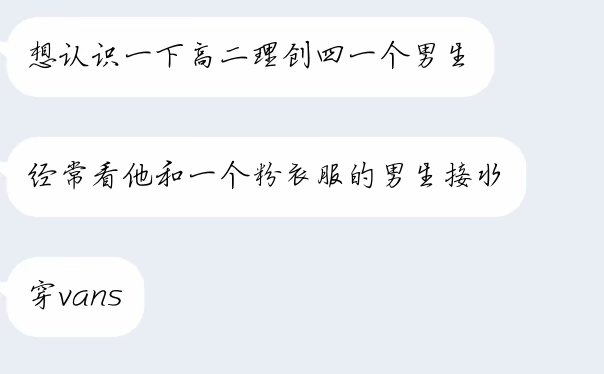 想认识一下高二理创四一个男生
经常看他和一个粉衣服的男生接水
穿vans